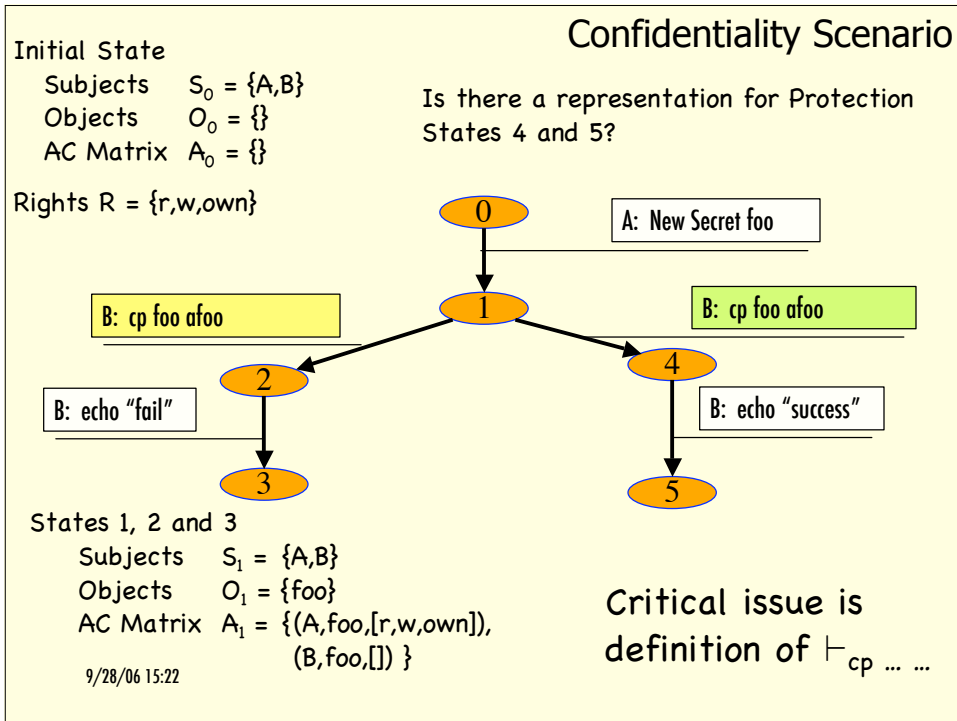 Confidentiality Scenario
Initial State
Subjects S₀ = {A,B}
Objects O₀ = {}
AC Matrix A₀ = {}
Rights R = {r,w,own}
Is there a representation for Protection
States 4 and 5?
0
A: New Secret foo
1
B: cp foo afoo
B: cp foo afoo
2
4
B: echo “fail”
B: echo “success”
3
5
States 1, 2 and 3
Subjects S₁ = {A,B}
Objects O₁ = {foo}
AC Matrix A₁ = {(A,foo,[r,w,own]),
(B,foo,[]) }
Critical issue is
definition of ⊢cp ... ...
9/28/06 15:22